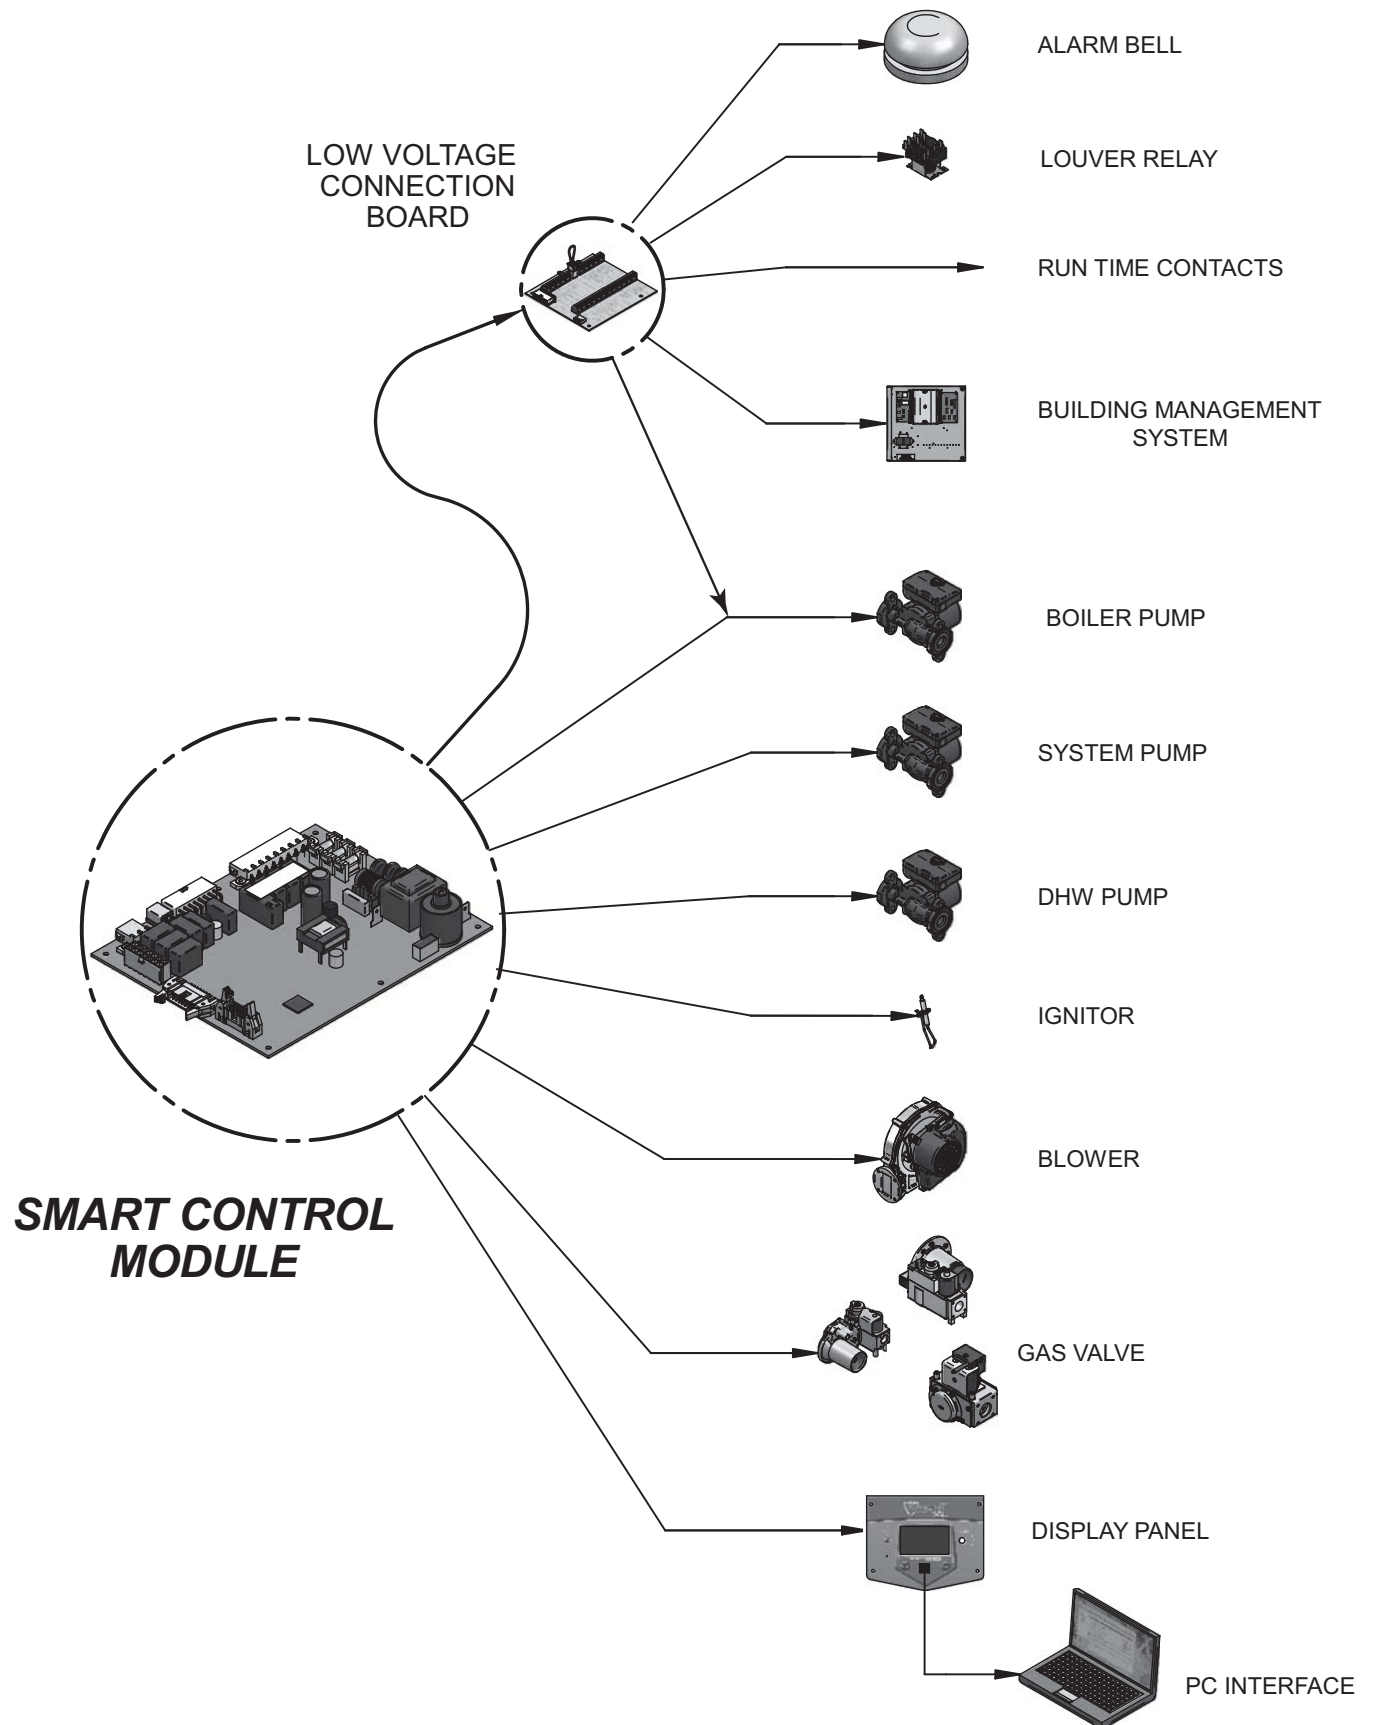 ALARM BELL
LOW VOLTAGE
CONNECTION
BOARD
LOUVER RELAY
RUN TIME CONTACTS
BUILDING MANAGEMENT
SYSTEM
BOILER PUMP
SYSTEM PUMP
DHW PUMP
IGNITOR
BLOWER
SMART CONTROL
MODULE
GAS VALVE
DISPLAY PANEL
PC INTERFACE